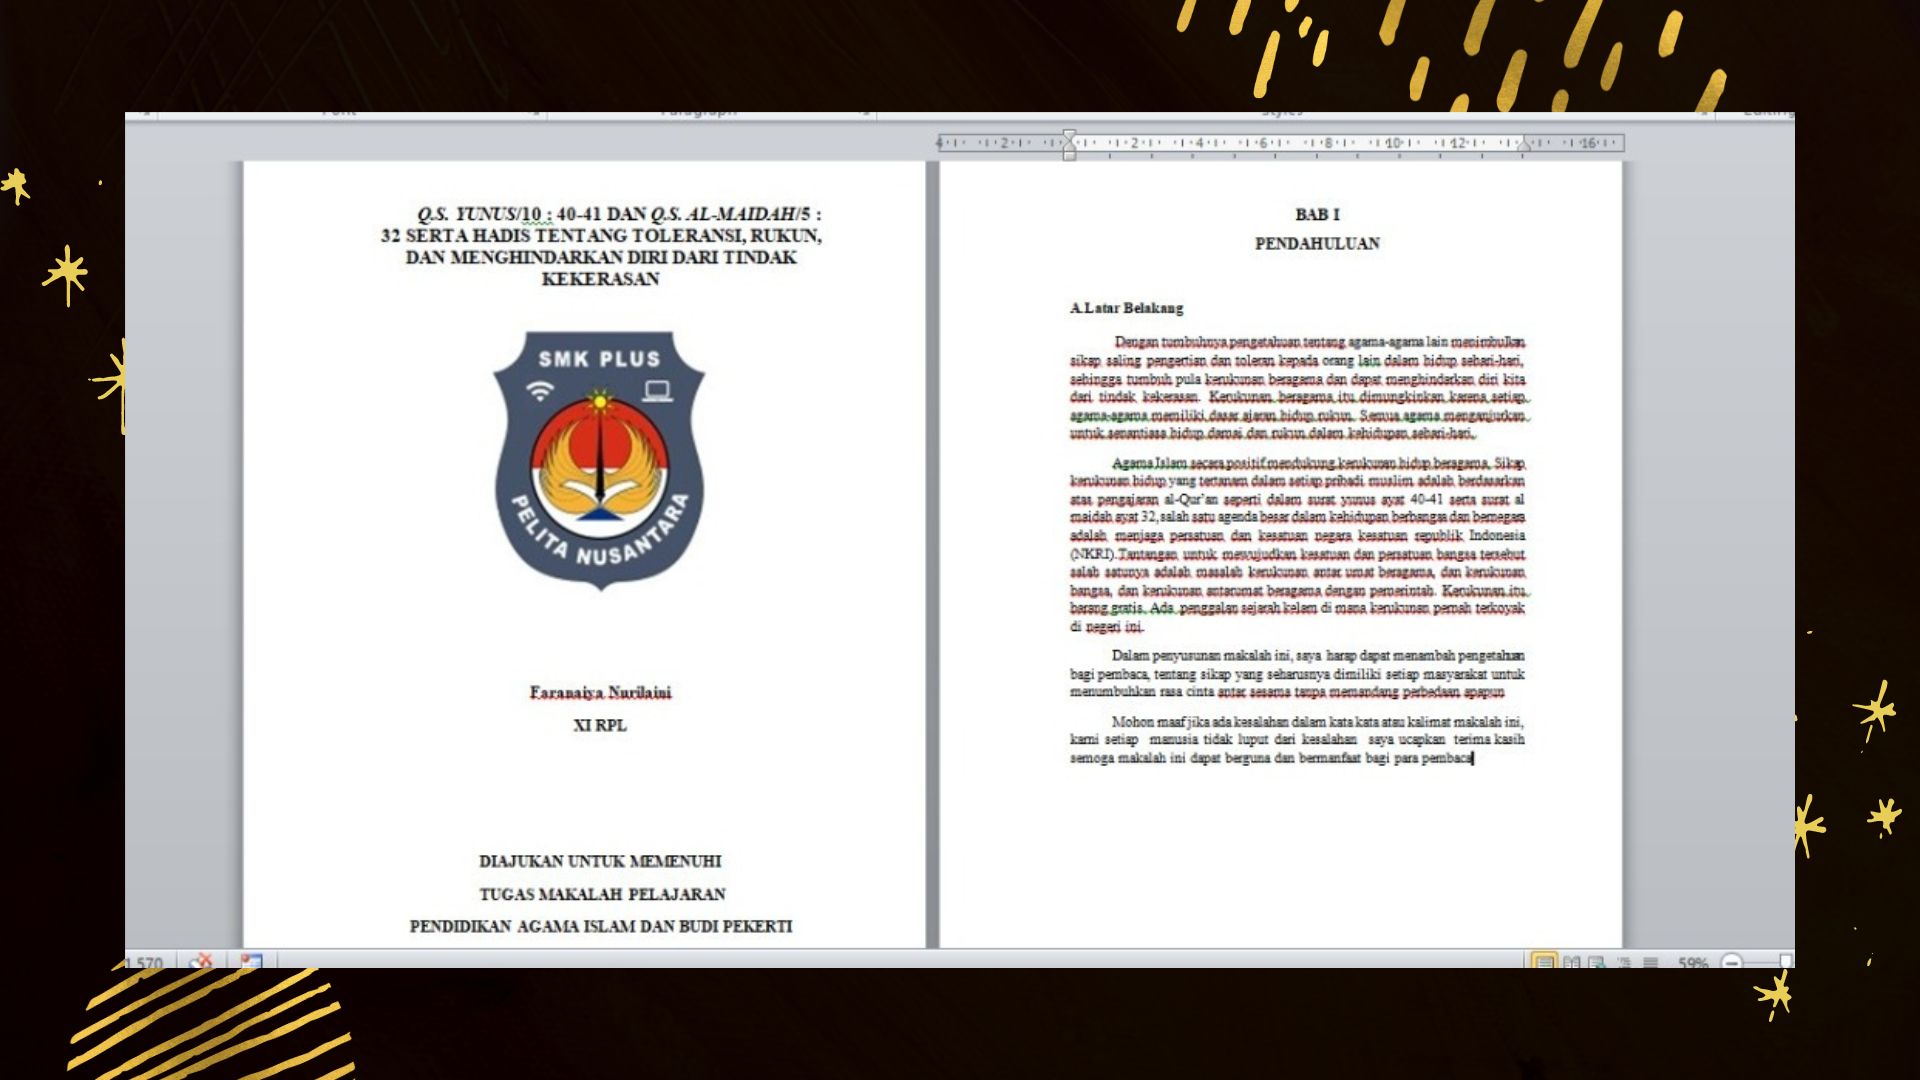 Q.S. YUNUS/10 : 40-41 DAN Q.S. AL-MAIDAH/5 :
32 SERTA HADIS TENTANG TOLERANSI, RUKUN,
DAN MENGHINDARKAN DIRI DARI TINDAK
KEKERASAN
SMK PLUS
PELITA NUSANTARA
Faranaiya Nurilaini
XI RPL
DIAJUKAN UNTUK MEMENUHI
TUGAS MAKALAH PELAJARAN
PENDIDIKAN AGAMA ISLAM DAN BUDI PEKERTI
4 2 2 4 6 8 10 12 16
BAB I
PENDAHULUAN
A.Latar Belakang
Dengan tumbuhnya pengetahuan tentang agama-agama lain menimbulkan
sikap saling pengertian dan toleran kepada orang lain dalam hidup sehari-hari,
sehingga tumbuh pula kerukunan beragama dan dapat menghindarkan diri kita
dari tindak kekerasan. Kerukunan beragama itu dimungkinkan karena setiap
agama-agama memiliki dasar ajaran hidup rukun. Semua agama menganjurkan
untuk senantiasa hidup damai dan rukun dalam kehidupan sehari-hari.
Agama Islam secara positif mendukung kerukunan hidup beragama. Sikap
kerukunan hidup yang tertanam dalam setiap pribadi muslim adalah berdasarkan
atas pengajaran al-Qur'an seperti dalam surat yunus ayat 40-41 serta surat al
maidah ayat 32,salah satu agenda besar dalam kehidupan berbangsa dan bernegara
adalah menjaga persatuan dan kesatuan negara kesatuan republik Indonesia
(NKRI).Tantangan untuk mewujudkan kesatuan dan persatuan bangsa tersebut
salah satunya adalah masalah kerukunan antar umat beragama, dan kerukunan
bangsa, dan kerukunan antarumat beragama dengan pemerintah. Kerukunan itu
barang gratis. Ada penggalan sejarah kelam di mana kerukunan pernah terkoyak
di negeri ini.
Dalam penyusunan makalah ini, saya harap dapat menambah pengetahuan
bagi pembaca, tentang sikap yang seharusnya dimiliki setiap masyarakat untuk
menumbuhkan rasa cinta antar sesama tanpa memandang perbedaan apapun
Mohon maaf jika ada kesalahan dalam kata kata atau kalimat makalah ini,
karni setiap manusia tidak luput dari kesalahan saya ucapkan terima kasih
semoga makalah ini dapat berguna dan bermanfaat bagi para pembaca
1,570
59%